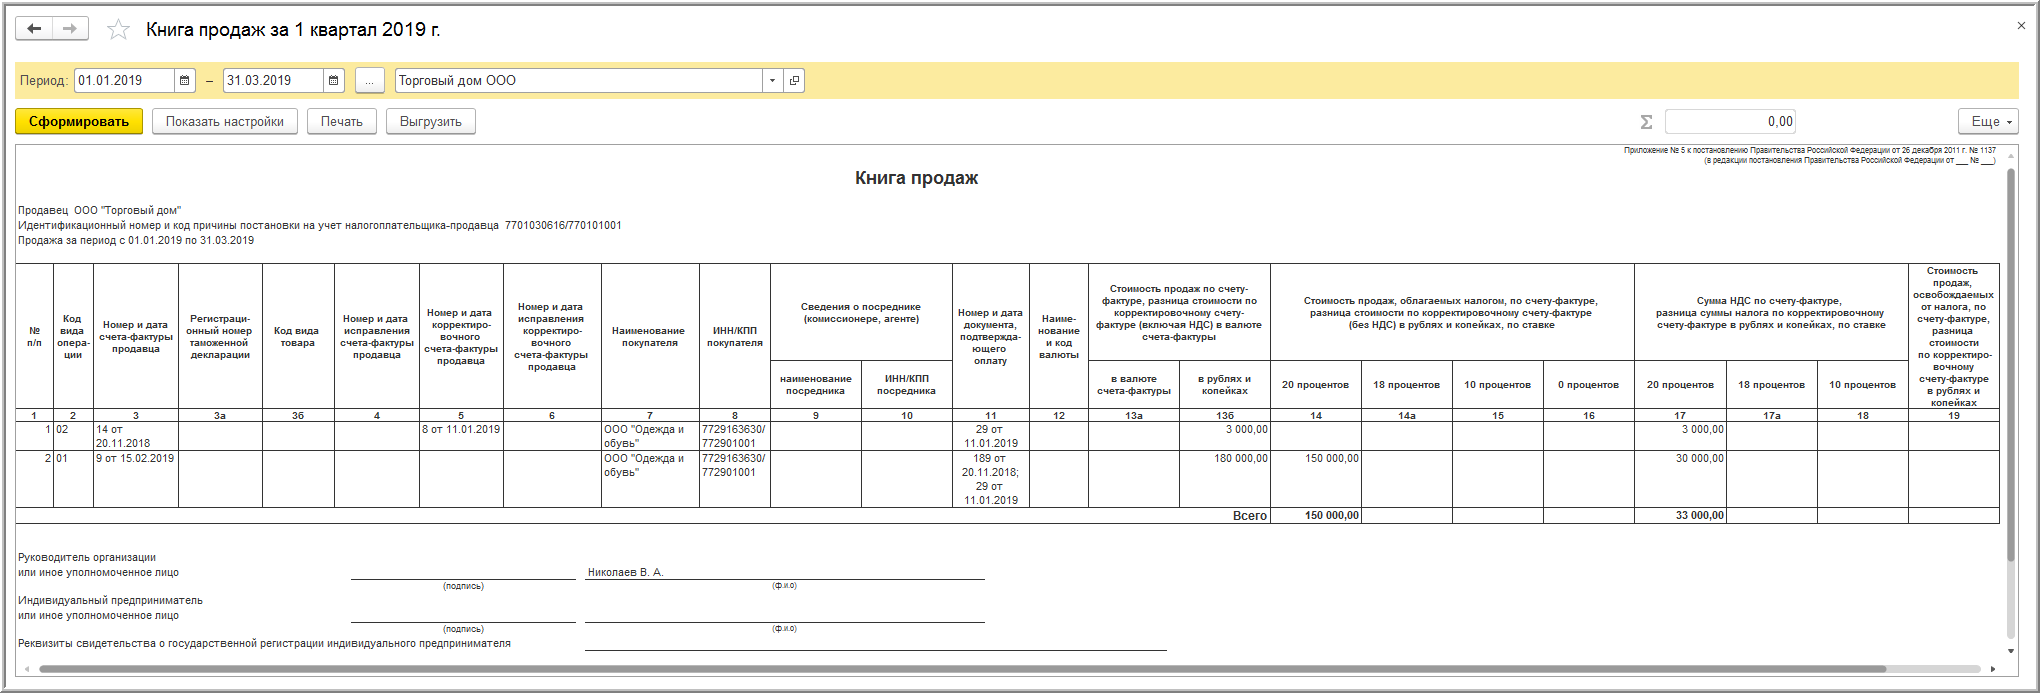 Книга продаж за 1 квартал 2019 г.
Период: 01.01.2019 – 31.03.2019 ... Торговый дом ООО
Сформировать Показать настройки Печать Выгрузить Σ 0,00 Еще
Приложение № 5 к постановлению Правительства Российской Федерации от 26 декабря 2011 г. № 1137
(в редакции постановления Правительства Российской Федерации от ___ № ___)
Книга продаж
Продавец ООО "Торговый дом"
Идентификационный номер и код причины постановки на учет налогоплательщика-продавца 7701030616/770101001
Продажа за период с 01.01.2019 по 31.03.2019
№
п/п
Код
вида
опера-
ции
Номер и дата
счета-фактуры
продавца
Регистраци-
онный номер
таможенной
декларации
Код вида
товара
Номер и дата
исправления
счета-фактуры
продавца
Номер и дата
корректиро-
вочного
счета-фактуры
продавца
Номер и дата
исправления
корректиро-
вочного
счета-фактуры
продавца
Наименование
покупателя
ИНН/КПП
покупателя
Сведения о посреднике
(комиссионере, агенте)
наименование
посредника
ИНН/КПП
посредника
Номер и дата
документа,
подтвержда-
ющего
оплату
Наиме-
нование
и код
валюты
Стоимость продаж по счету-
фактуре, разница стоимости по
корректировочному счету-
фактуре (включая НДС) в валюте
счета-фактуры
в валюте
счета-фактуры
в рублях и
копейках
Стоимость продаж, облагаемых налогом, по счету-фактуре,
разница стоимости по корректировочному счету-фактуре
(без НДС) в рублях и копейках, по ставке
20 процентов 18 процентов 10 процентов 0 процентов
Сумма НДС по счету-фактуре,
разница суммы налога по корректировочному
счету-фактуре в рублях и копейках, по ставке
20 процентов 18 процентов 10 процентов
Стоимость
продаж,
освобождаемых
от налога, по
счету-фактуре,
разница
стоимости
по корректиро-
вочному
счету-фактуре
в рублях и
копейках
1 2 3 3а 3б 4 5 6 7 8 9 10 11 12 13а 13б 14 14а 15 16 17 17а 18 19
1 02 14 от 8 от 11.01.2019 ООО "Одежда и 7729163630/ 29 от 3 000,00 3 000,00
20.11.2018 обувь" 772901001 11.01.2019
2 01 9 от 15.02.2019 ООО "Одежда и 7729163630/ 189 от 180 000,00 150 000,00 30 000,00
обувь" 772901001 20.11.2018;
29 от
11.01.2019
Всего 150 000,00 33 000,00
Руководитель организации
или иное уполномоченное лицо Николаев В. А.
(подпись) (ф.и.о)
Индивидуальный предприниматель
или иное уполномоченное лицо
(подпись) (ф.и.о)
Реквизиты свидетельства о государственной регистрации индивидуального предпринимателя